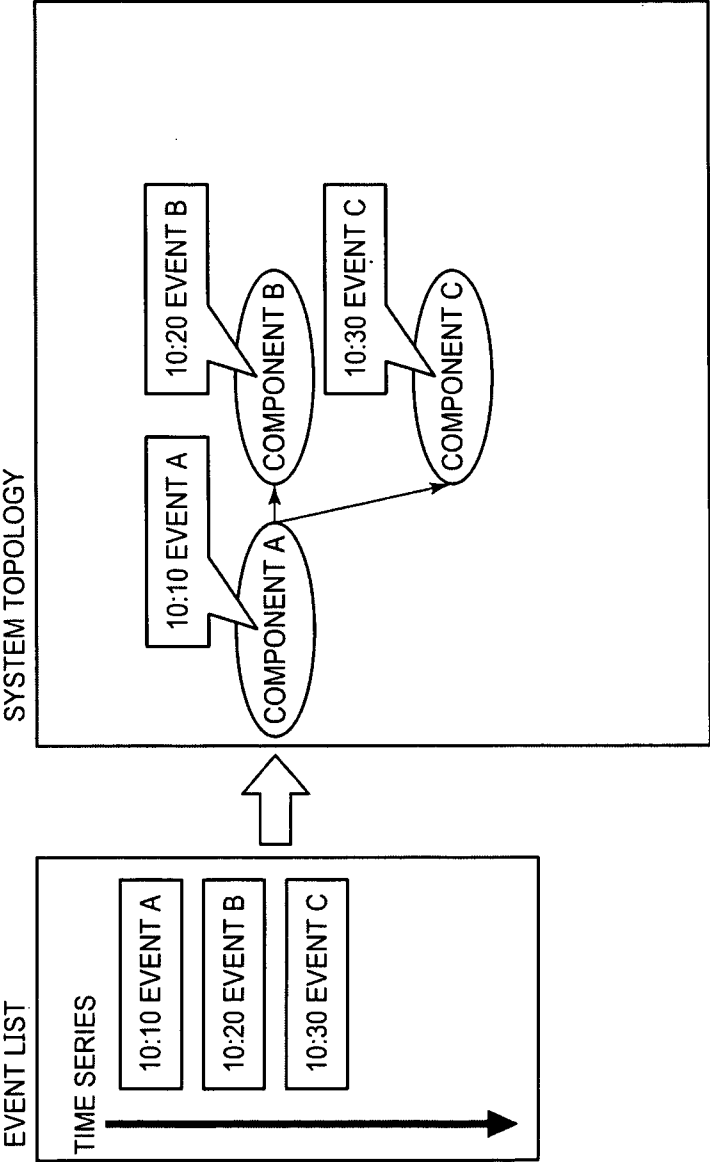 EVENT LIST
TIME SERIES
10:10 EVENT A
10:20 EVENT B
10:30 EVENT C
SYSTEM TOPOLOGY
10:10 EVENT A
COMPONENT A
10:20 EVENT B
COMPONENT B
10:30 EVENT C
COMPONENT C